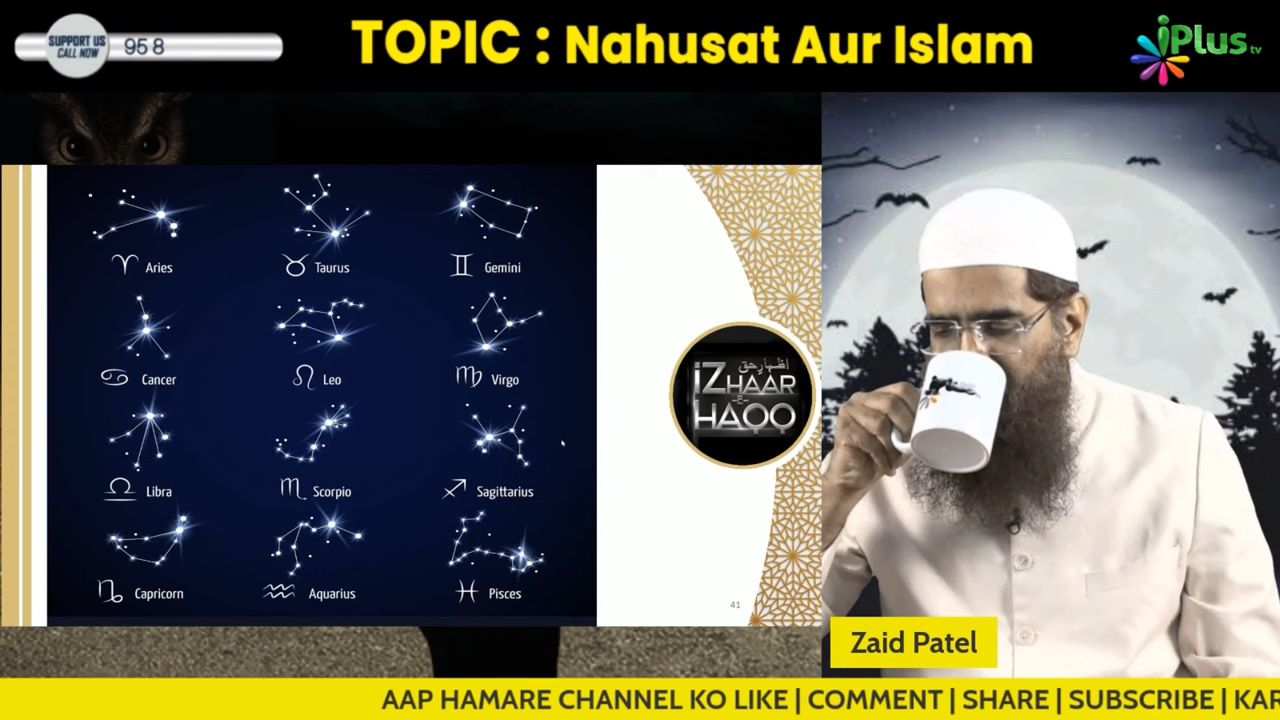 TOPIC : Nahusat Aur Islam
SUPPORT US
CALL NOW
95 8
iPlus tv
Aries
Taurus
Gemini
Cancer
Leo
Virgo
اظہارِحق
iZHAAR
-E-
HAQQ
Libra
Scorpio
Sagittarius
Capricorn
Aquarius
Pisces
41
Zaid Patel
AAP HAMARE CHANNEL KO LIKE | COMMENT | SHARE | SUBSCRIBE | KAR